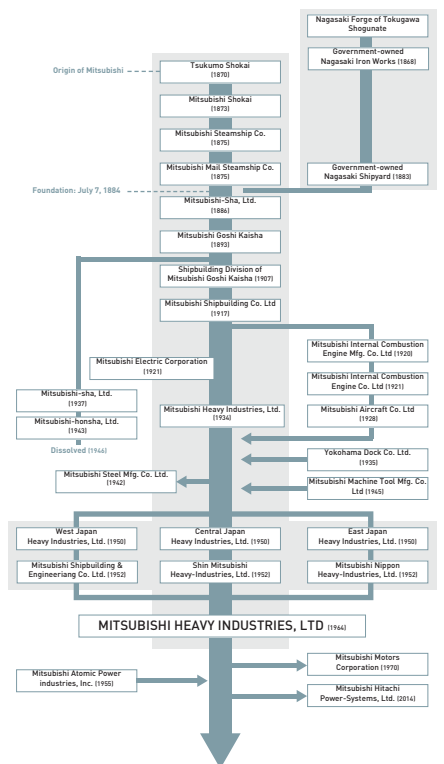 Nagasaki Forge of Tokugawa
Shogunate
Government-owned
Nagasaki Iron Works (1868)
Origin of Mitsubishi
Tsukumo Shokai
(1870)
Mitsubishi Shokai
(1873)
Mitsubishi Steamship Co.
(1875)
Mitsubishi Mail Steamship Co.
(1875)
Government-owned
Nagasaki Shipyard (1883)
Foundation: July 7, 1884
Mitsubishi-Sha, Ltd.
(1886)
Mitsubishi Goshi Kaisha
(1893)
Shipbuilding Division of
Mitsubishi Goshi Kaisha (1907)
Mitsubishi Shipbuilding Co. Ltd
(1917)
Mitsubishi Internal Combustion
Engine Mfg. Co. Ltd (1920)
Mitsubishi Electric Corporation
(1921)
Mitsubishi Internal Combustion
Engine Co. Ltd (1921)
Mitsubishi-sha, Ltd.
(1937)
Mitsubishi Heavy Industries, Ltd.
(1934)
Mitsubishi Aircraft Co. Ltd
(1928)
Mitsubishi-honsha, Ltd.
(1943)
Dissolved (1946)
Yokohama Dock Co. Ltd.
(1935)
Mitsubishi Steel Mfg. Co. Ltd.
(1942)
Mitsubishi Machine Tool Mfg. Co.
Ltd (1945)
West Japan
Heavy Industries, Ltd. (1950)
Central Japan
Heavy Industries, Ltd. (1950)
East Japan
Heavy Industries, Ltd. (1950)
Mitsubishi Shipbuilding &
Engineeriang Co. Ltd. (1952)
Shin Mitsubishi
Heavy-Industries, Ltd. (1952)
Mitsubishi Nippon
Heavy-Industries, Ltd. (1952)
MITSUBISHI HEAVY INDUSTRIES, LTD (1964)
Mitsubishi Atomic Power
industries, Inc. (1955)
Mitsubishi Motors
Corporation (1970)
Mitsubishi Hitachi
Power-Systems, Ltd. (2014)